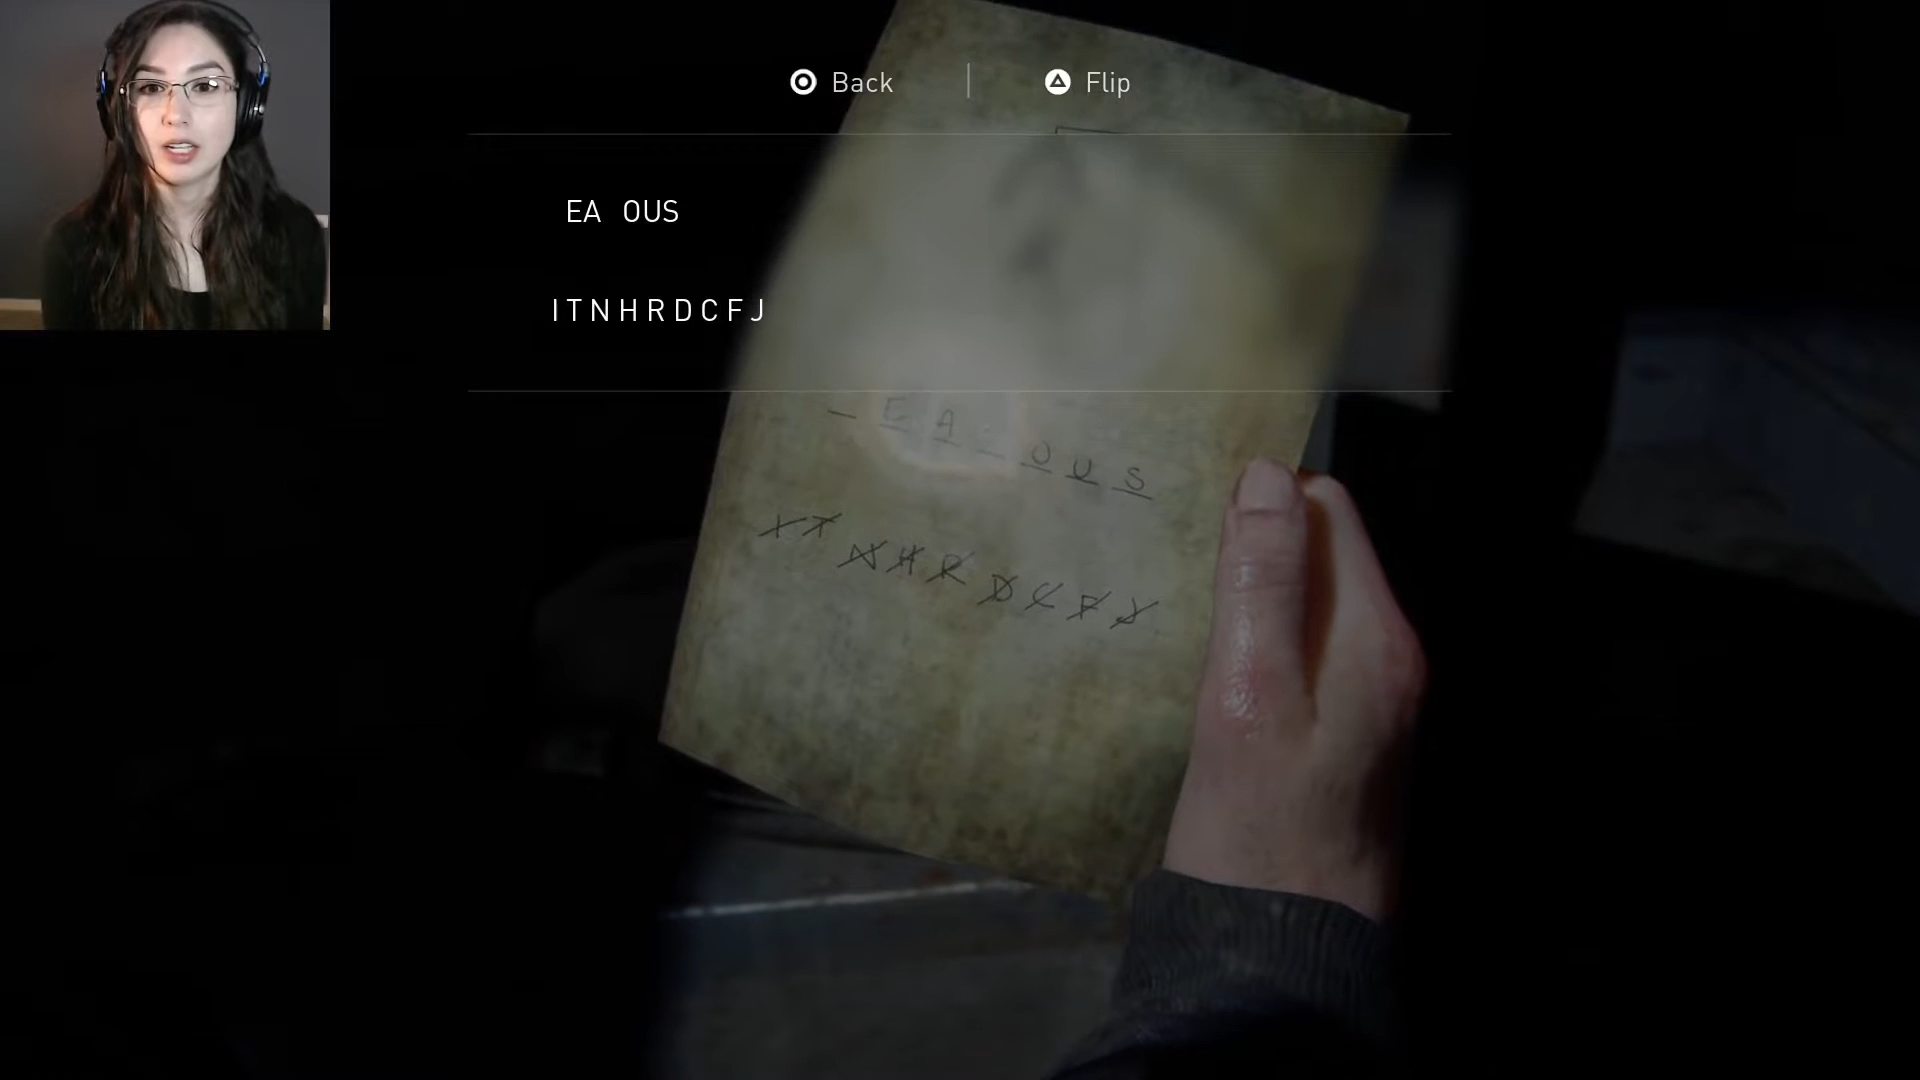 Back Flip
EA OUS
ITNHRDCFJ
_ E A _ O U S
I T N H R D C F J